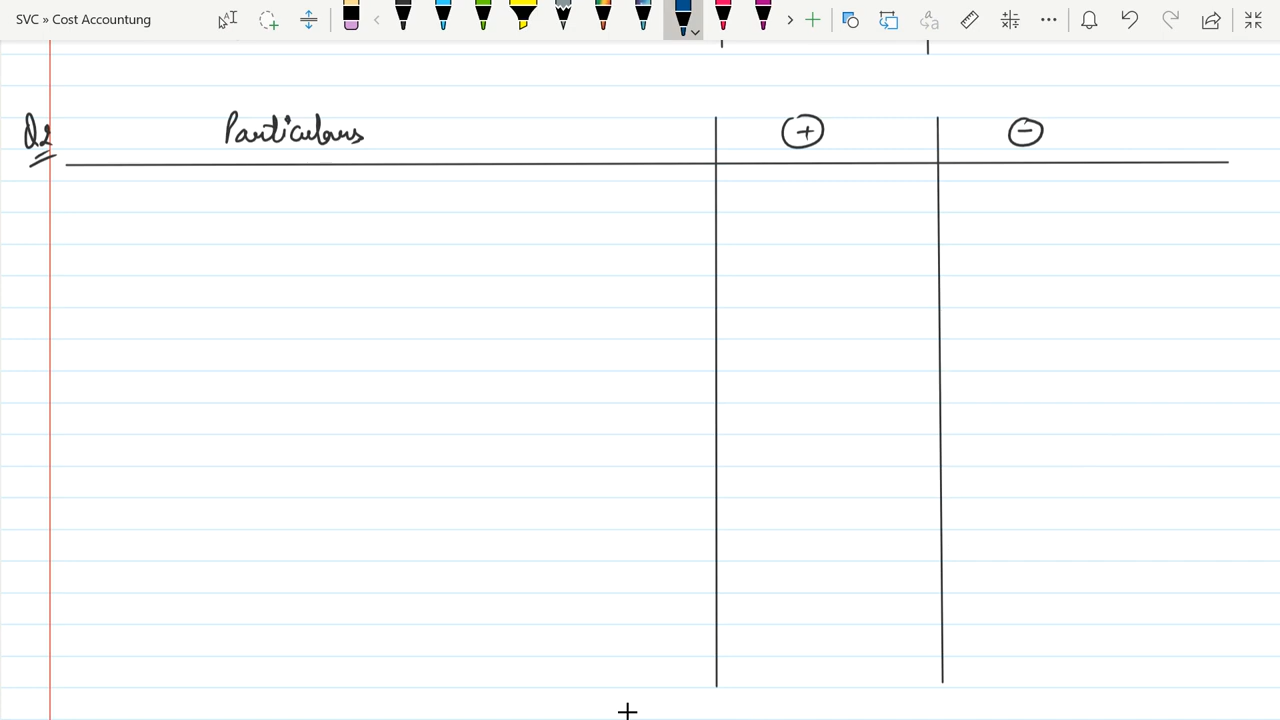 SVC » Cost Accountung
Q2 Particulars + -